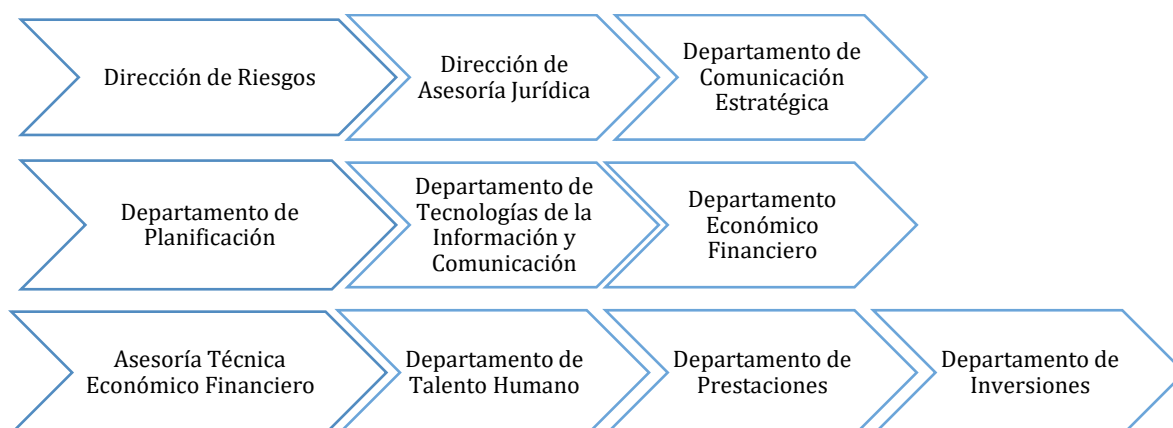 Dirección de Riesgos
Dirección de
Asesoría Jurídica
Departamento de
Comunicación
Estratégica
Departamento de
Planificación
Departamento de
Tecnologías de la
Información y
Comunicación
Departamento
Económico
Financiero
Asesoría Técnica
Económico Financiero
Departamento de
Talento Humano
Departamento de
Prestaciones
Departamento de
Inversiones